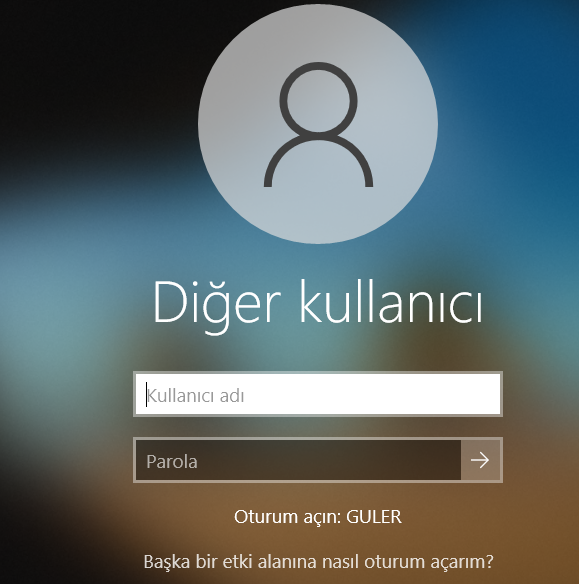 Diğer kullanıcı
Kullanıcı adı
Parola
Oturum açın: GULER
Başka bir etki alanına nasıl oturum açarım?